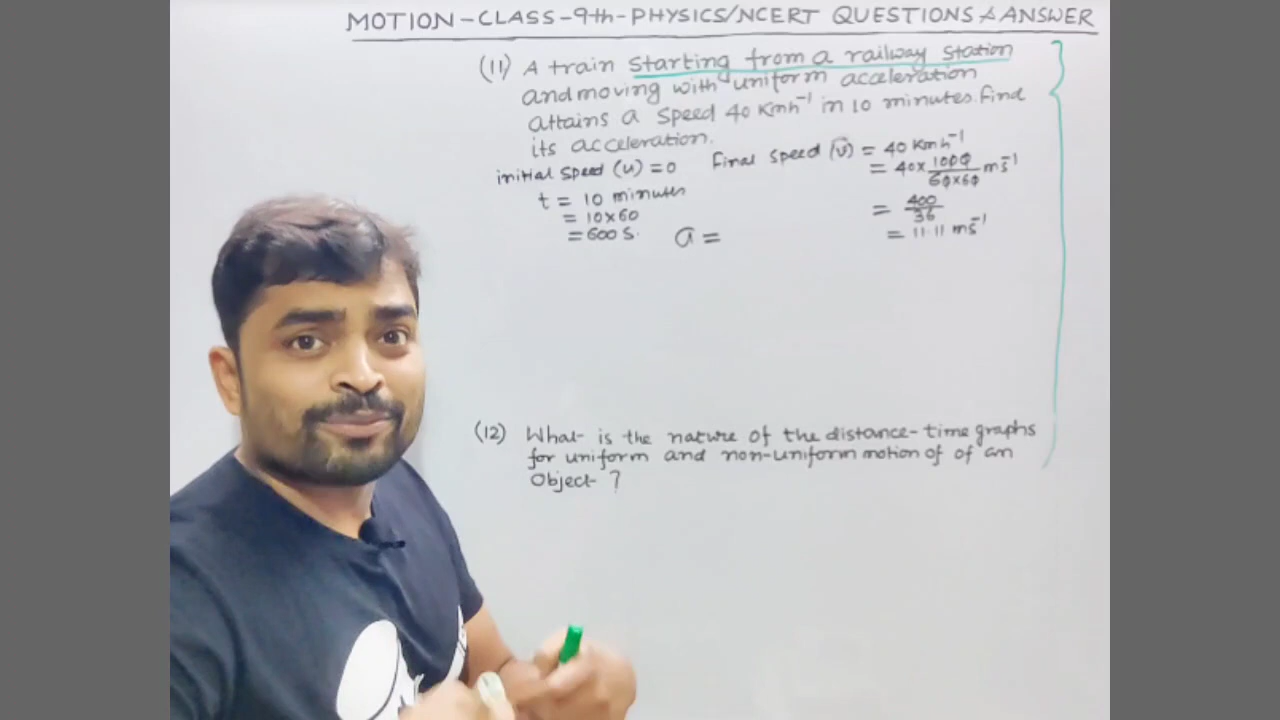 MOTION-CLASS-9th-PHYSICS/NCERT QUESTIONS & ANSWER
(11) A train starting from a railway station
and moving with uniform acceleration
attains a speed 40 Kmh⁻¹ in 10 minutes. Find
its acceleration.
initial speed (u) = 0
t = 10 minutes
= 10×60
= 600 S.
a =
Final speed (v) = 40 Kmh⁻¹
= 40 × 1000/60×60 ms⁻¹
= 400/36
= 11.11 ms⁻¹
(12) What is the nature of the distance-time graphs
for uniform and non-uniform motion of of an
Object ?